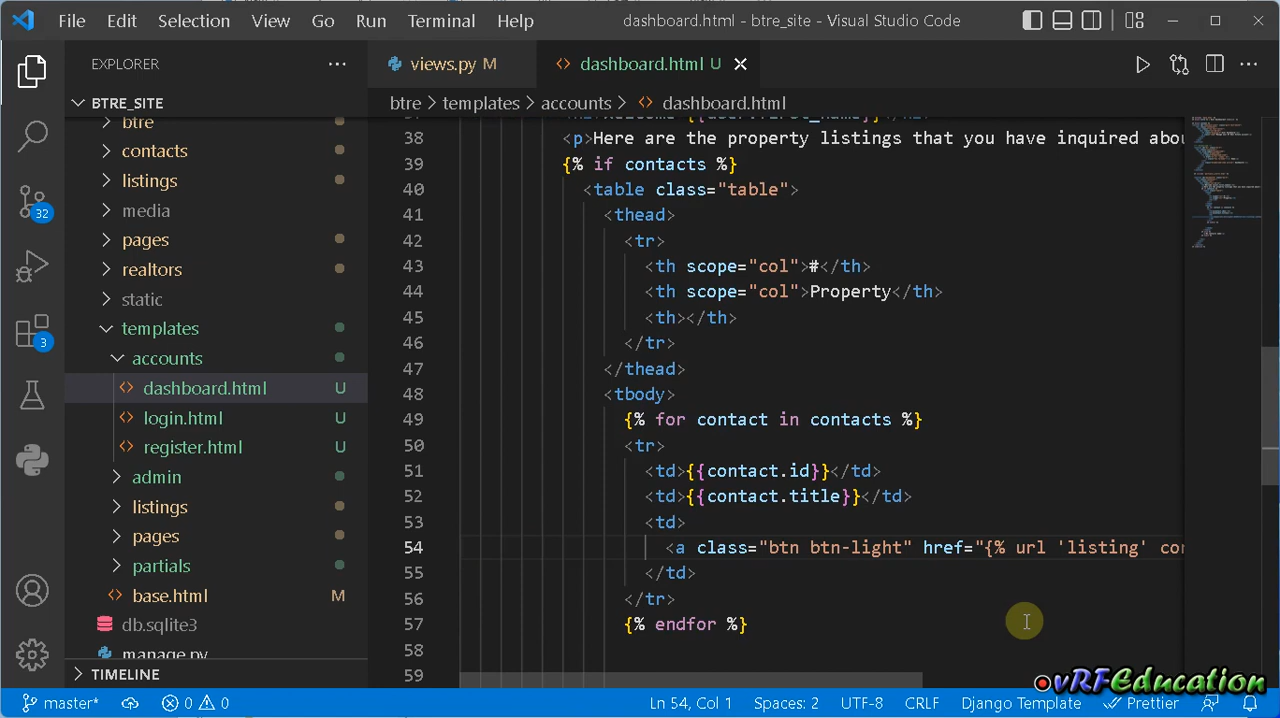 File Edit Selection View Go Run Terminal Help dashboard.html - btre_site - Visual Studio Code
EXPLORER
views.py M
dashboard.html U
BTRE_SITE
btre > templates > accounts > dashboard.html
btre
contacts
listings
media
pages
realtors
static
templates
accounts
dashboard.html U
login.html U
register.html U
admin
listings
pages
partials
base.html M
db.sqlite3
manage.py
TIMELINE
32
3
38 <p>Here are the property listings that you have inquired abou
39 {% if contacts %}
40 <table class="table">
41 <thead>
42 <tr>
43 <th scope="col">#</th>
44 <th scope="col">Property</th>
45 <th></th>
46 </tr>
47 </thead>
48 <tbody>
49 {% for contact in contacts %}
50 <tr>
51 <td>{{contact.id}}</td>
52 <td>{{contact.title}}</td>
53 <td>
54 <a class="btn btn-light" href="{% url 'listing' con
55 </td>
56 </tr>
57 {% endfor %}
58
59
vRFEducation
master* 0 0 Ln 54, Col 1 Spaces: 2 UTF-8 CRLF Django Template Prettier